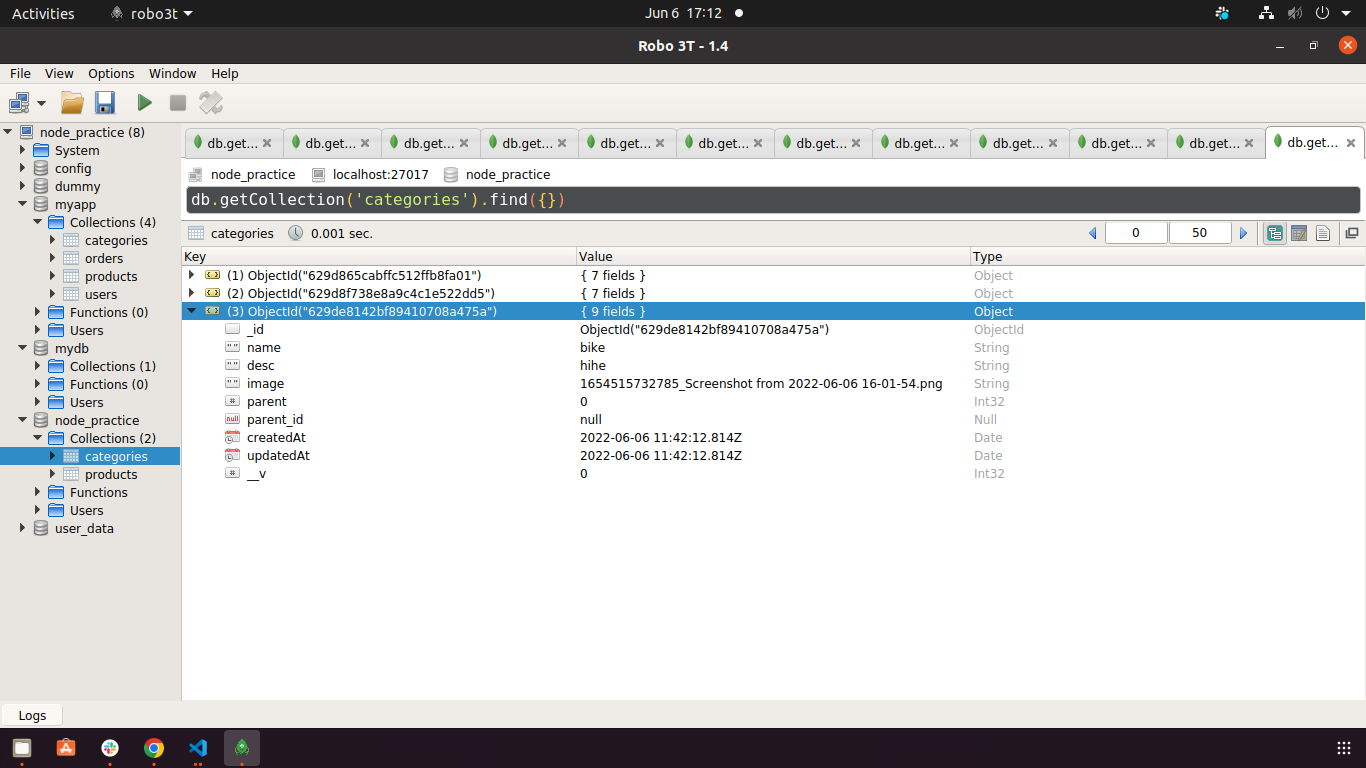 Activities robo3t Jun 6 17:12
Robo 3T - 1.4
File View Options Window Help
node_practice (8)
System
config
dummy
myapp
Collections (4)
categories
orders
products
users
Functions (0)
Users
mydb
Collections (1)
Functions (0)
Users
node_practice
Collections (2)
categories
products
Functions
Users
user_data
db.get... db.get... db.get... db.get... db.get... db.get... db.get... db.get... db.get... db.get... db.get... db.get...
node_practice localhost:27017 node_practice
db.getCollection('categories').find({})
categories 0.001 sec. 0 50
Key Value Type
(1) ObjectId("629d865cabffc512ffb8fa01") { 7 fields } Object
(2) ObjectId("629d8f738e8a9c4c1e522dd5") { 7 fields } Object
(3) ObjectId("629de8142bf89410708a475a") { 9 fields } Object
_id ObjectId("629de8142bf89410708a475a") ObjectId
name bike String
desc hihe String
image 1654515732785_Screenshot from 2022-06-06 16-01-54.png String
parent 0 Int32
parent_id null Null
createdAt 2022-06-06 11:42:12.814Z Date
updatedAt 2022-06-06 11:42:12.814Z Date
__v 0 Int32
Logs